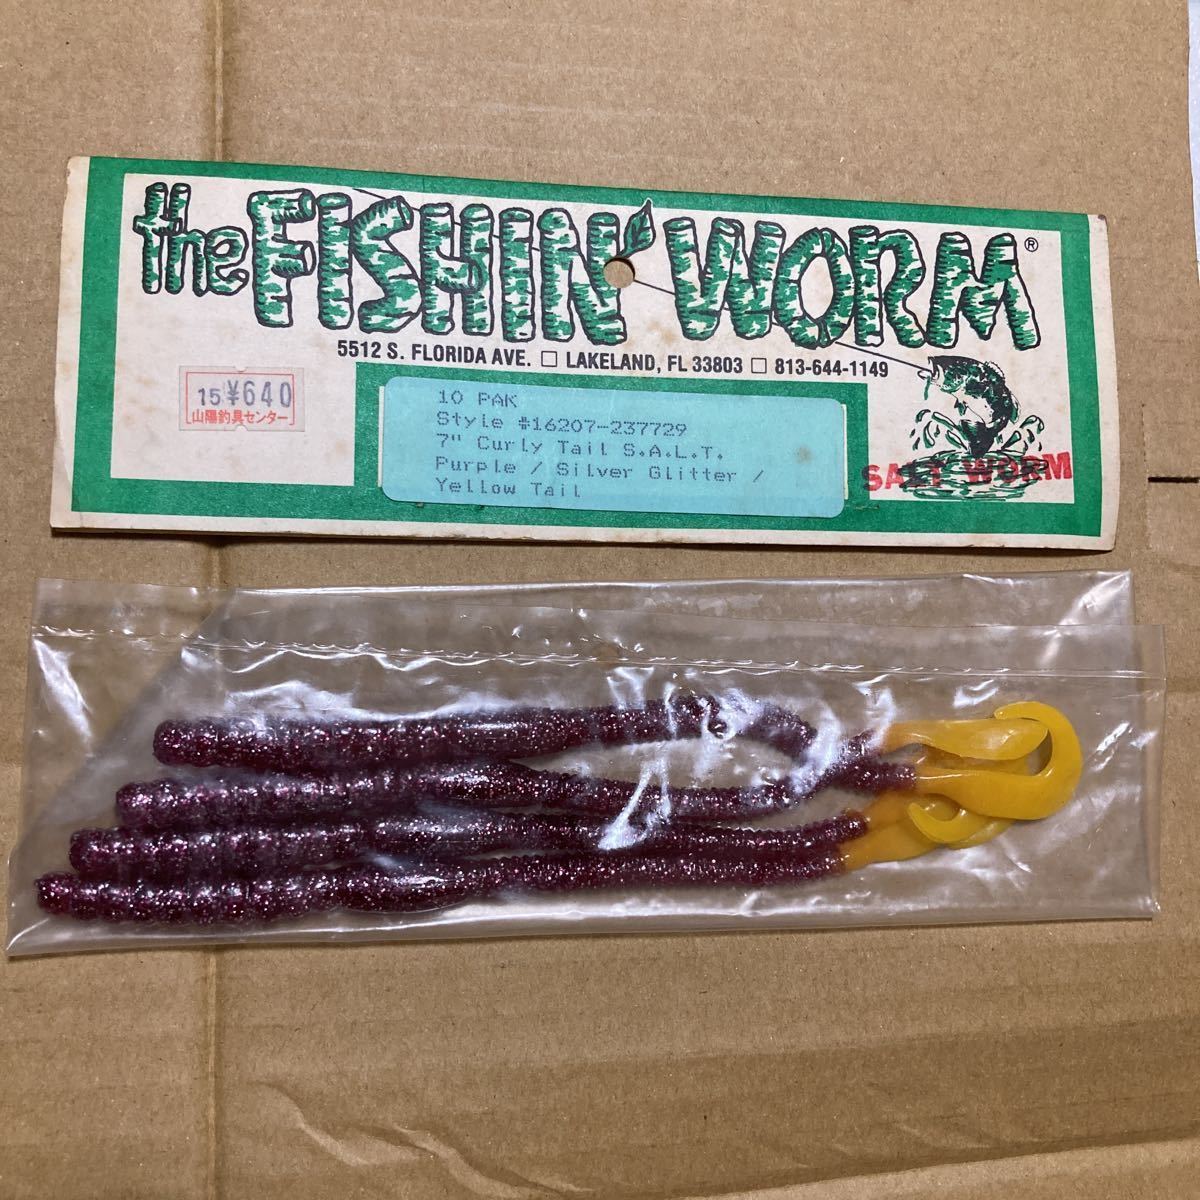 the FISHIN' WORM ®
5512 S. FLORIDA AVE. □ LAKELAND, FL 33803 □ 813-644-1149
15 ¥640
山陽釣具センター
10 PAK
Style #16207-237729
7" Curly Tail S.A.L.T.
Purple / Silver Glitter /
Yellow Tail
SALT WORM